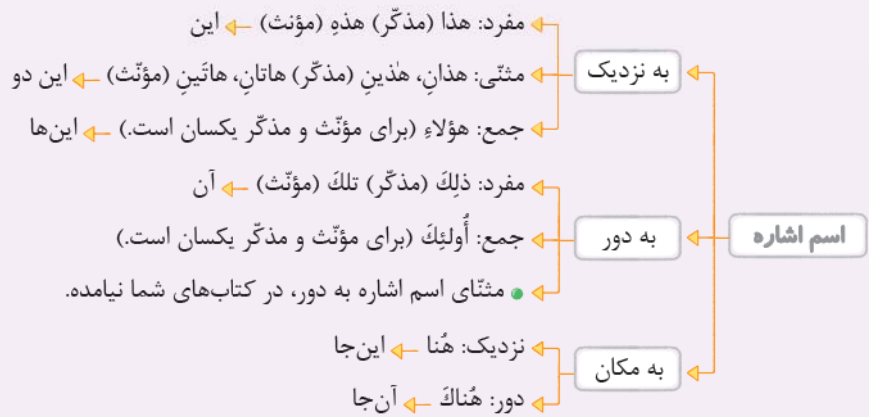 اسم اشاره
به نزدیک
مفرد: هذا (مذکّر) هذهِ (مؤنث) ← این
مثنّی: هذانِ، هٰذینِ (مذکّر) هاتانِ، هاتَینِ (مؤنّث) ← این دو
جمع: هؤلاءِ (برای مؤنّث و مذکّر یکسان است.) ← این‌ها
به دور
مفرد: ذلِكَ (مذکّر) تلكَ (مؤنّث) ← آن
جمع: أُولئِكَ (برای مؤنّث و مذکّر یکسان است.)
● مثنّای اسم اشاره به دور، در کتاب‌های شما نیامده.
به مکان
نزدیک: هُنا ← این‌جا
دور: هُناكَ ← آن‌جا